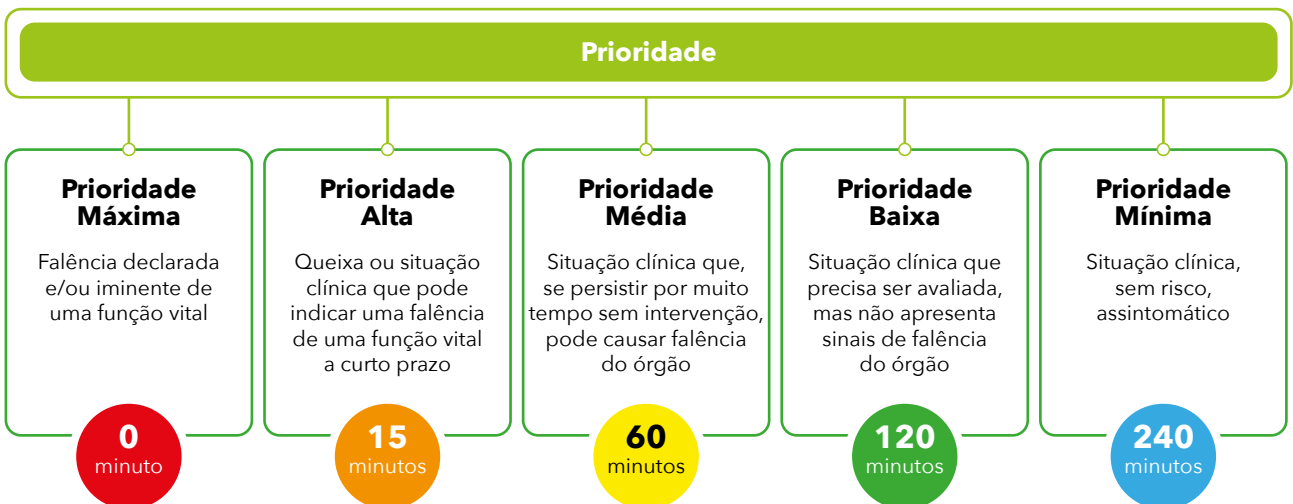 Prioridade
Prioridade
Máxima
Falência declarada
e/ou iminente de
uma função vital
0
minuto
Prioridade
Alta
Queixa ou situação
clínica que pode
indicar uma falência
de uma função vital
a curto prazo
15
minutos
Prioridade
Média
Situação clínica que,
se persistir por muito
tempo sem intervenção,
pode causar falência
do órgão
60
minutos
Prioridade
Baixa
Situação clínica que
precisa ser avaliada,
mas não apresenta
sinais de falência
do órgão
120
minutos
Prioridade
Mínima
Situação clínica,
sem risco,
assintomático
240
minutos